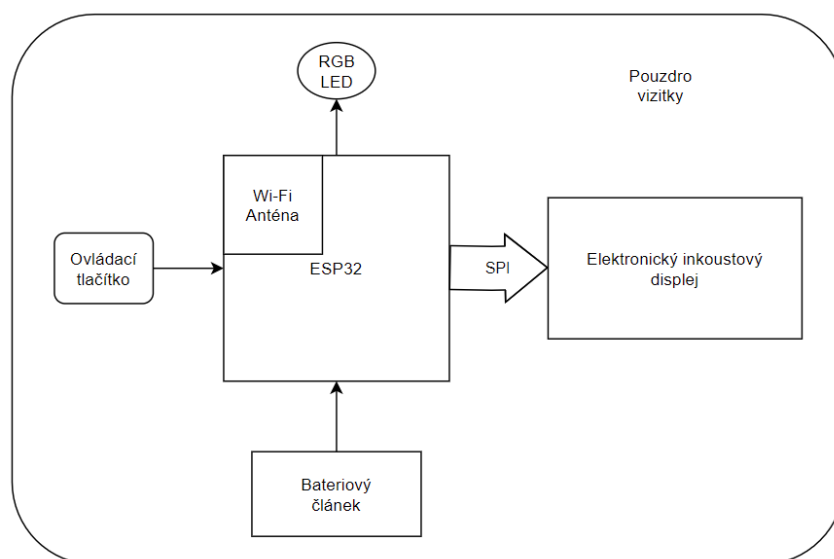 RGB
LED
Pouzdro
vizitky
Wi-Fi
Anténa
Ovládací
tlačítko
ESP32
SPI
Elektronický inkoustový
displej
Bateriový
článek